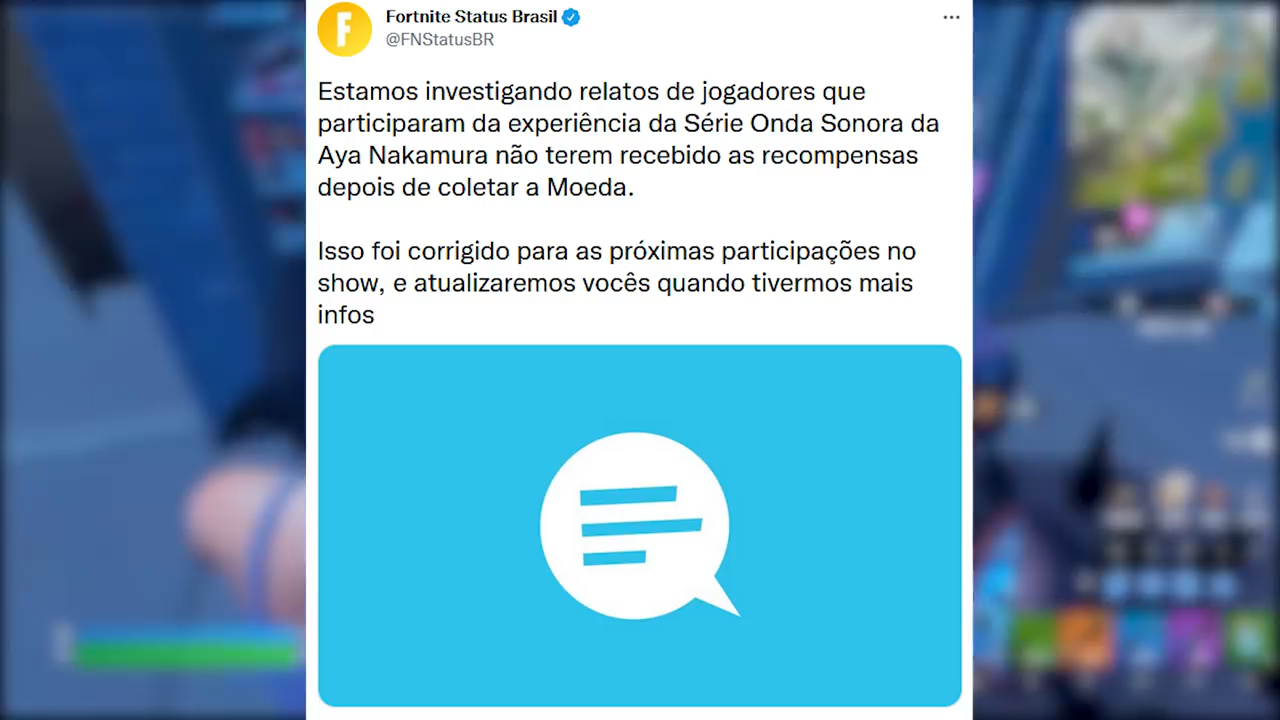 Fortnite Status Brasil
@FNStatusBR
Estamos investigando relatos de jogadores que
participaram da experiência da Série Onda Sonora da
Aya Nakamura não terem recebido as recompensas
depois de coletar a Moeda.
Isso foi corrigido para as próximas participações no
show, e atualizaremos vocês quando tivermos mais
infos